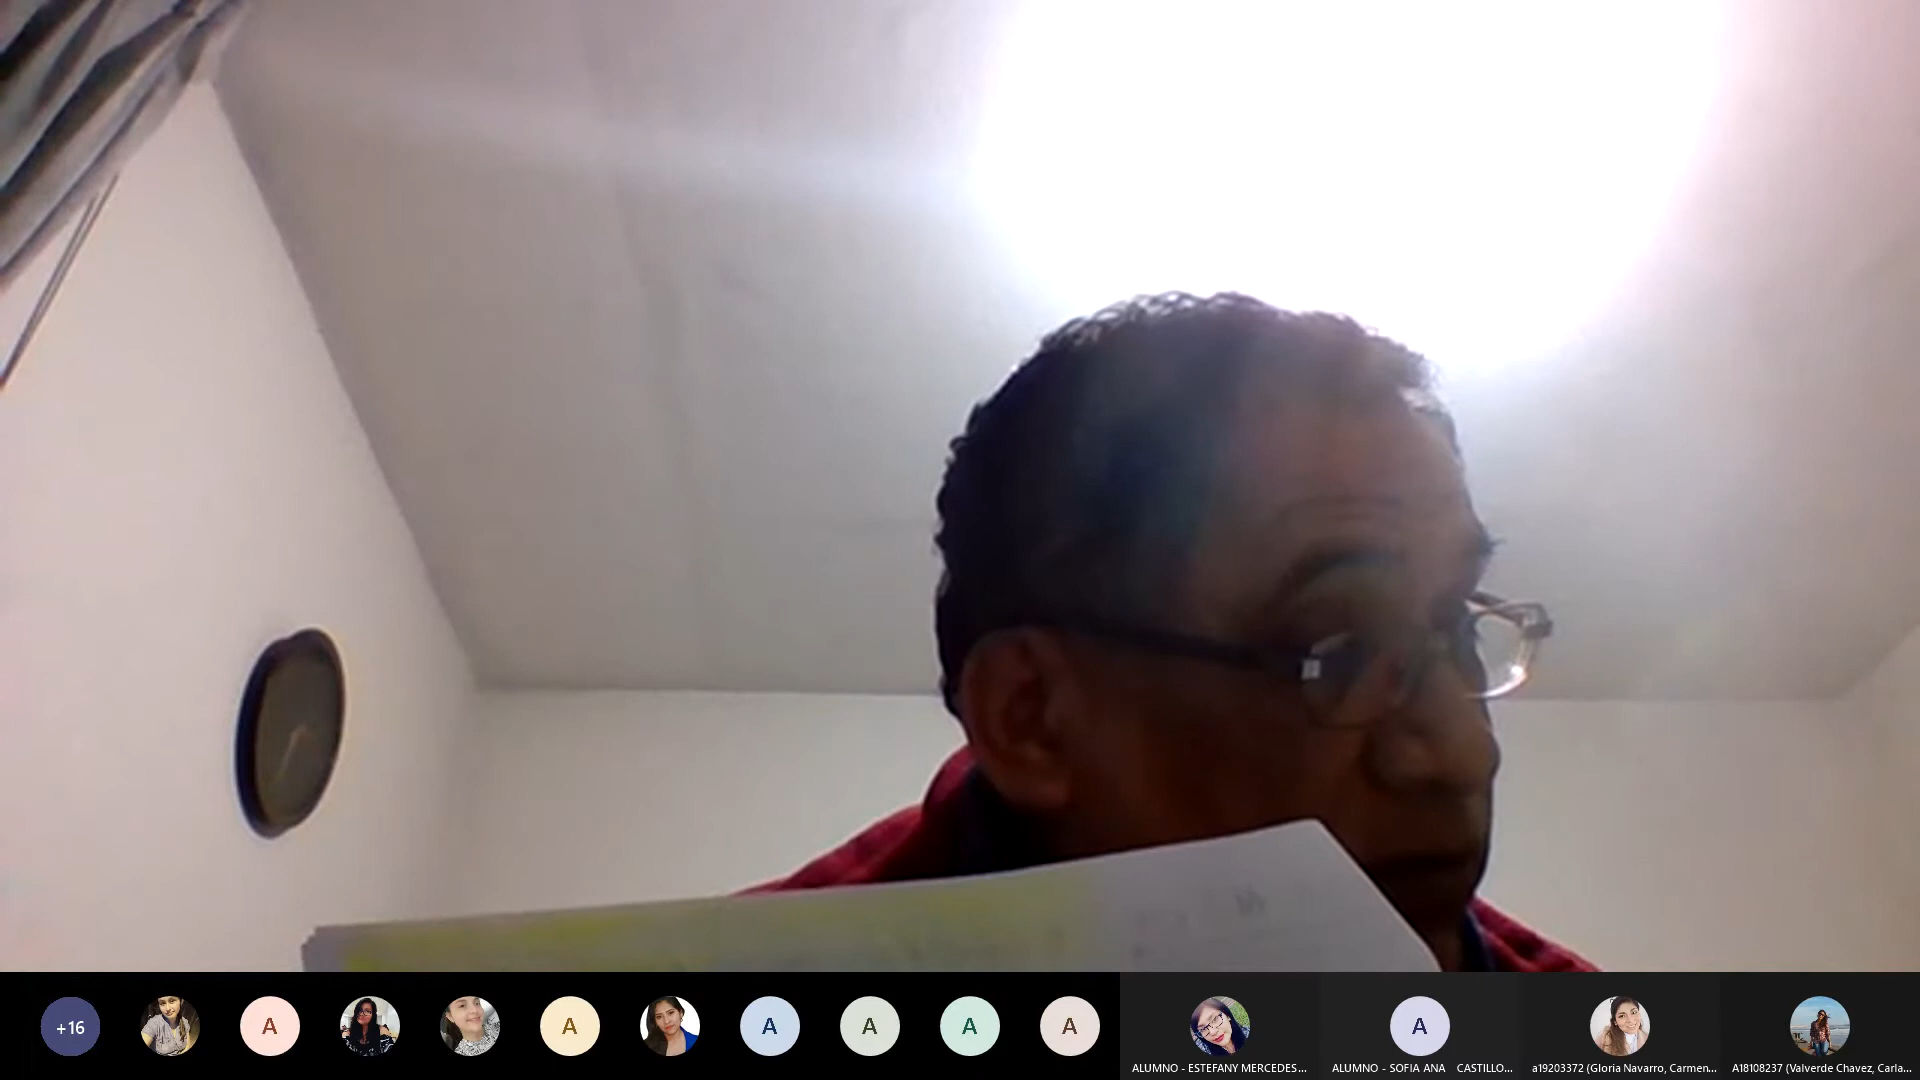 +16
A
A
A
A
A
A
A
ALUMNO - ESTEFANY MERCEDES...
ALUMNO - SOFIA ANA CASTILLO...
a19203372 (Gloria Navarro, Carmen...
A18108237 (Valverde Chavez, Carla...